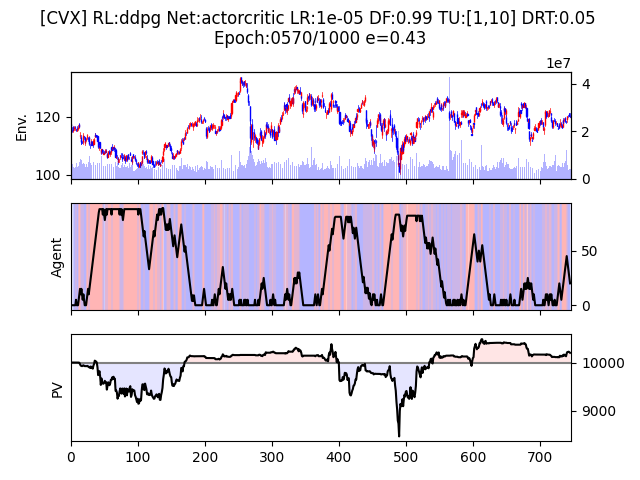 [CVX] RL:ddpg Net:actorcritic LR:1e-05 DF:0.99 TU:[1,10] DRT:0.05
Epoch:0570/1000 e=0.43
1e7
Env.
120
100
4
2
0
Agent
50
0
PV
10000
9000
0 100 200 300 400 500 600 700